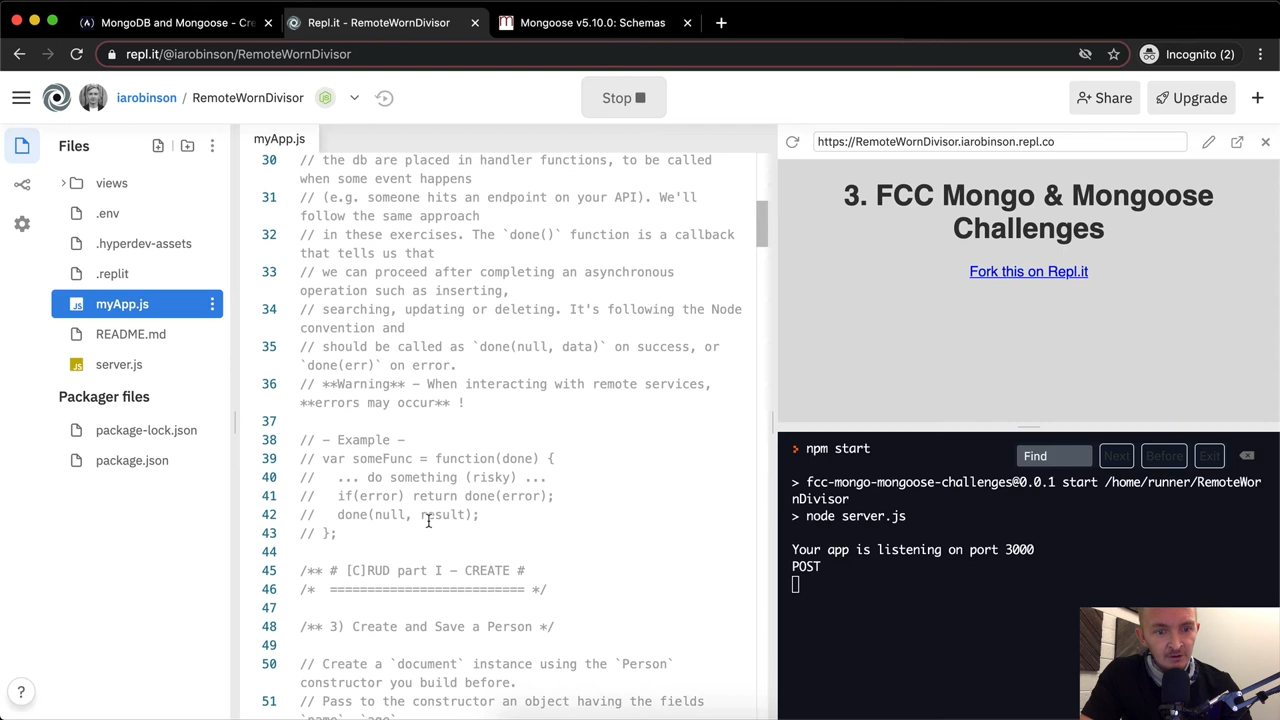 MongoDB and Mongoose - Cre
Repl.it - RemoteWornDivisor
Mongoose v5.10.0: Schemas
repl.it/@iarobinson/RemoteWornDivisor
Incognito (2)
iarobinson / RemoteWornDivisor
Stop
Share
Upgrade
Files
views
.env
.hyperdev-assets
.replit
myApp.js
README.md
server.js
Packager files
package-lock.json
package.json
?
myApp.js
30 // the db are placed in handler functions, to be called
when some event happens
31 // (e.g. someone hits an endpoint on your API). We'll
follow the same approach
32 // in these exercises. The `done()` function is a callback
that tells us that
33 // we can proceed after completing an asynchronous
operation such as inserting,
34 // searching, updating or deleting. It's following the Node
convention and
35 // should be called as `done(null, data)` on success, or
`done(err)` on error.
36 // **Warning** - When interacting with remote services,
**errors may occur** !
37
38 // - Example -
39 // var someFunc = function(done) {
40 //   ... do something (risky) ...
41 //   if(error) return done(error);
42 //   done(null, result);
43 // };
44
45 /** # [C]RUD part I - CREATE #
46 /*  ========================== */
47
48 /** 3) Create and Save a Person */
49
50 // Create a `document` instance using the `Person`
constructor you build before.
51 // Pass to the constructor an object having the fields
https://RemoteWornDivisor.iarobinson.repl.co
3. FCC Mongo & Mongoose
Challenges
Fork this on Repl.it
npm start
Find
Next
Before
Exit
> fcc-mongo-mongoose-challenges@0.0.1 start /home/runner/RemoteWor
nDivisor
> node server.js
Your app is listening on port 3000
POST